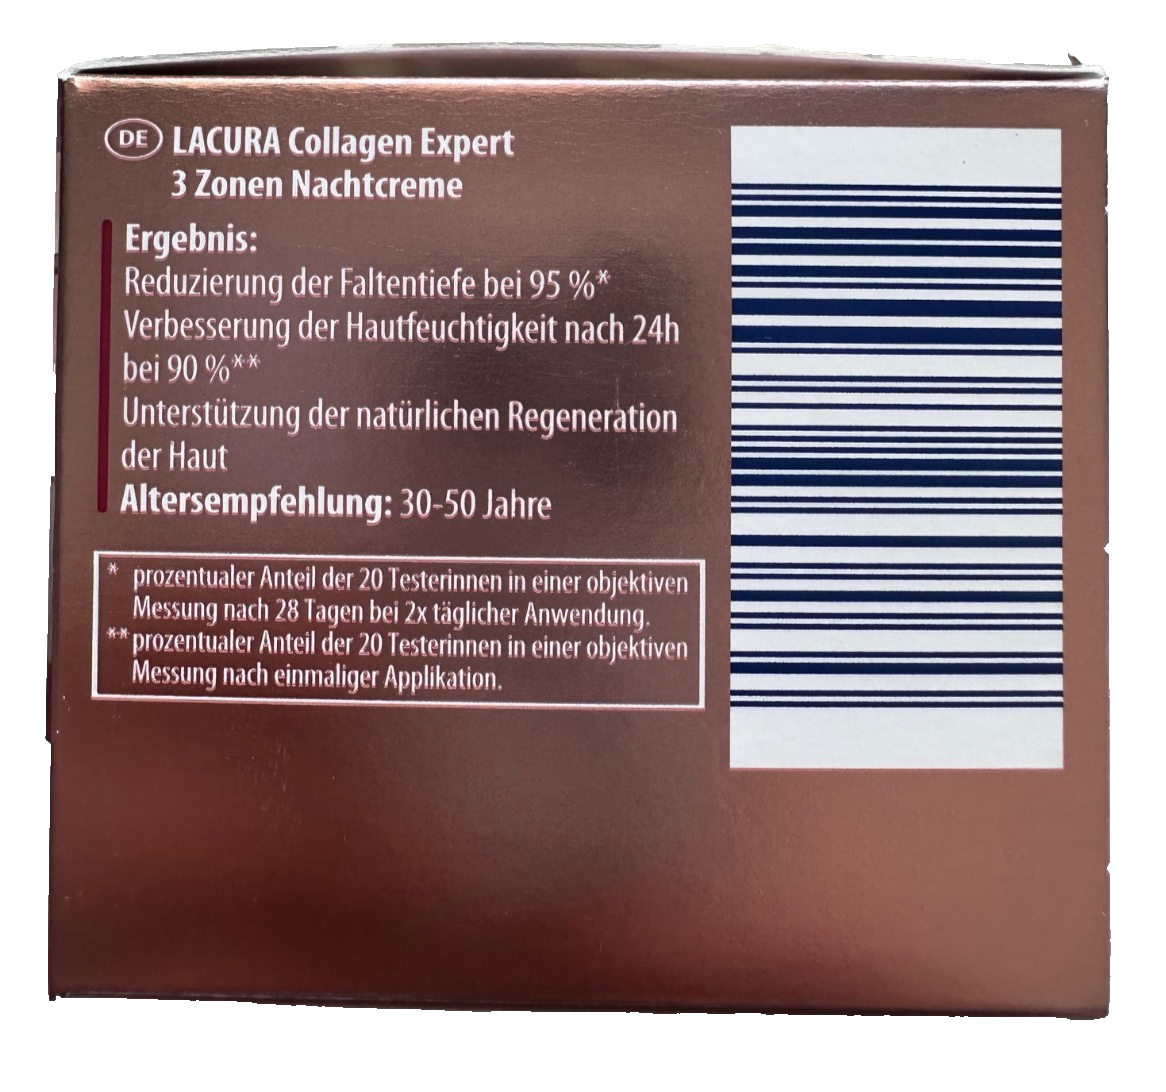 DE LACURA Collagen Expert
3 Zonen Nachtcreme
Ergebnis:
Reduzierung der Faltentiefe bei 95 %*
Verbesserung der Hautfeuchtigkeit nach 24h
bei 90 %**
Unterstützung der natürlichen Regeneration
der Haut
Altersempfehlung: 30-50 Jahre
* prozentualer Anteil der 20 Testerinnen in einer objektiven
Messung nach 28 Tagen bei 2x täglicher Anwendung.
** prozentualer Anteil der 20 Testerinnen in einer objektiven
Messung nach einmaliger Applikation.